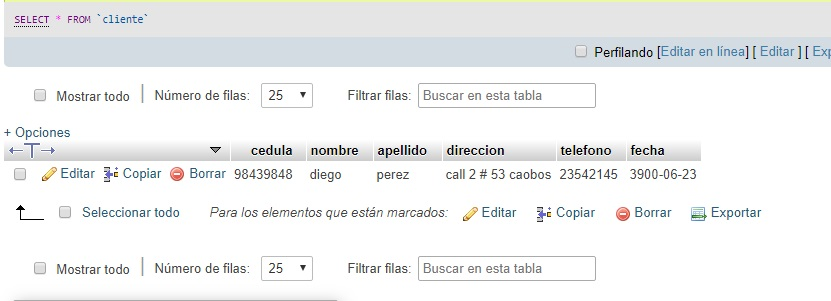 SELECT * FROM `cliente`
Perfilando [Editar en línea] [ Editar ] [ Exp
Mostrar todo | Número de filas: 25 Filtrar filas: Buscar en esta tabla
+ Opciones
←T→ cedula nombre apellido direccion telefono fecha
Editar Copiar Borrar 98439848 diego perez call 2 # 53 caobos 23542145 3900-06-23
Seleccionar todo Para los elementos que están marcados: Editar Copiar Borrar Exportar
Mostrar todo | Número de filas: 25 Filtrar filas: Buscar en esta tabla